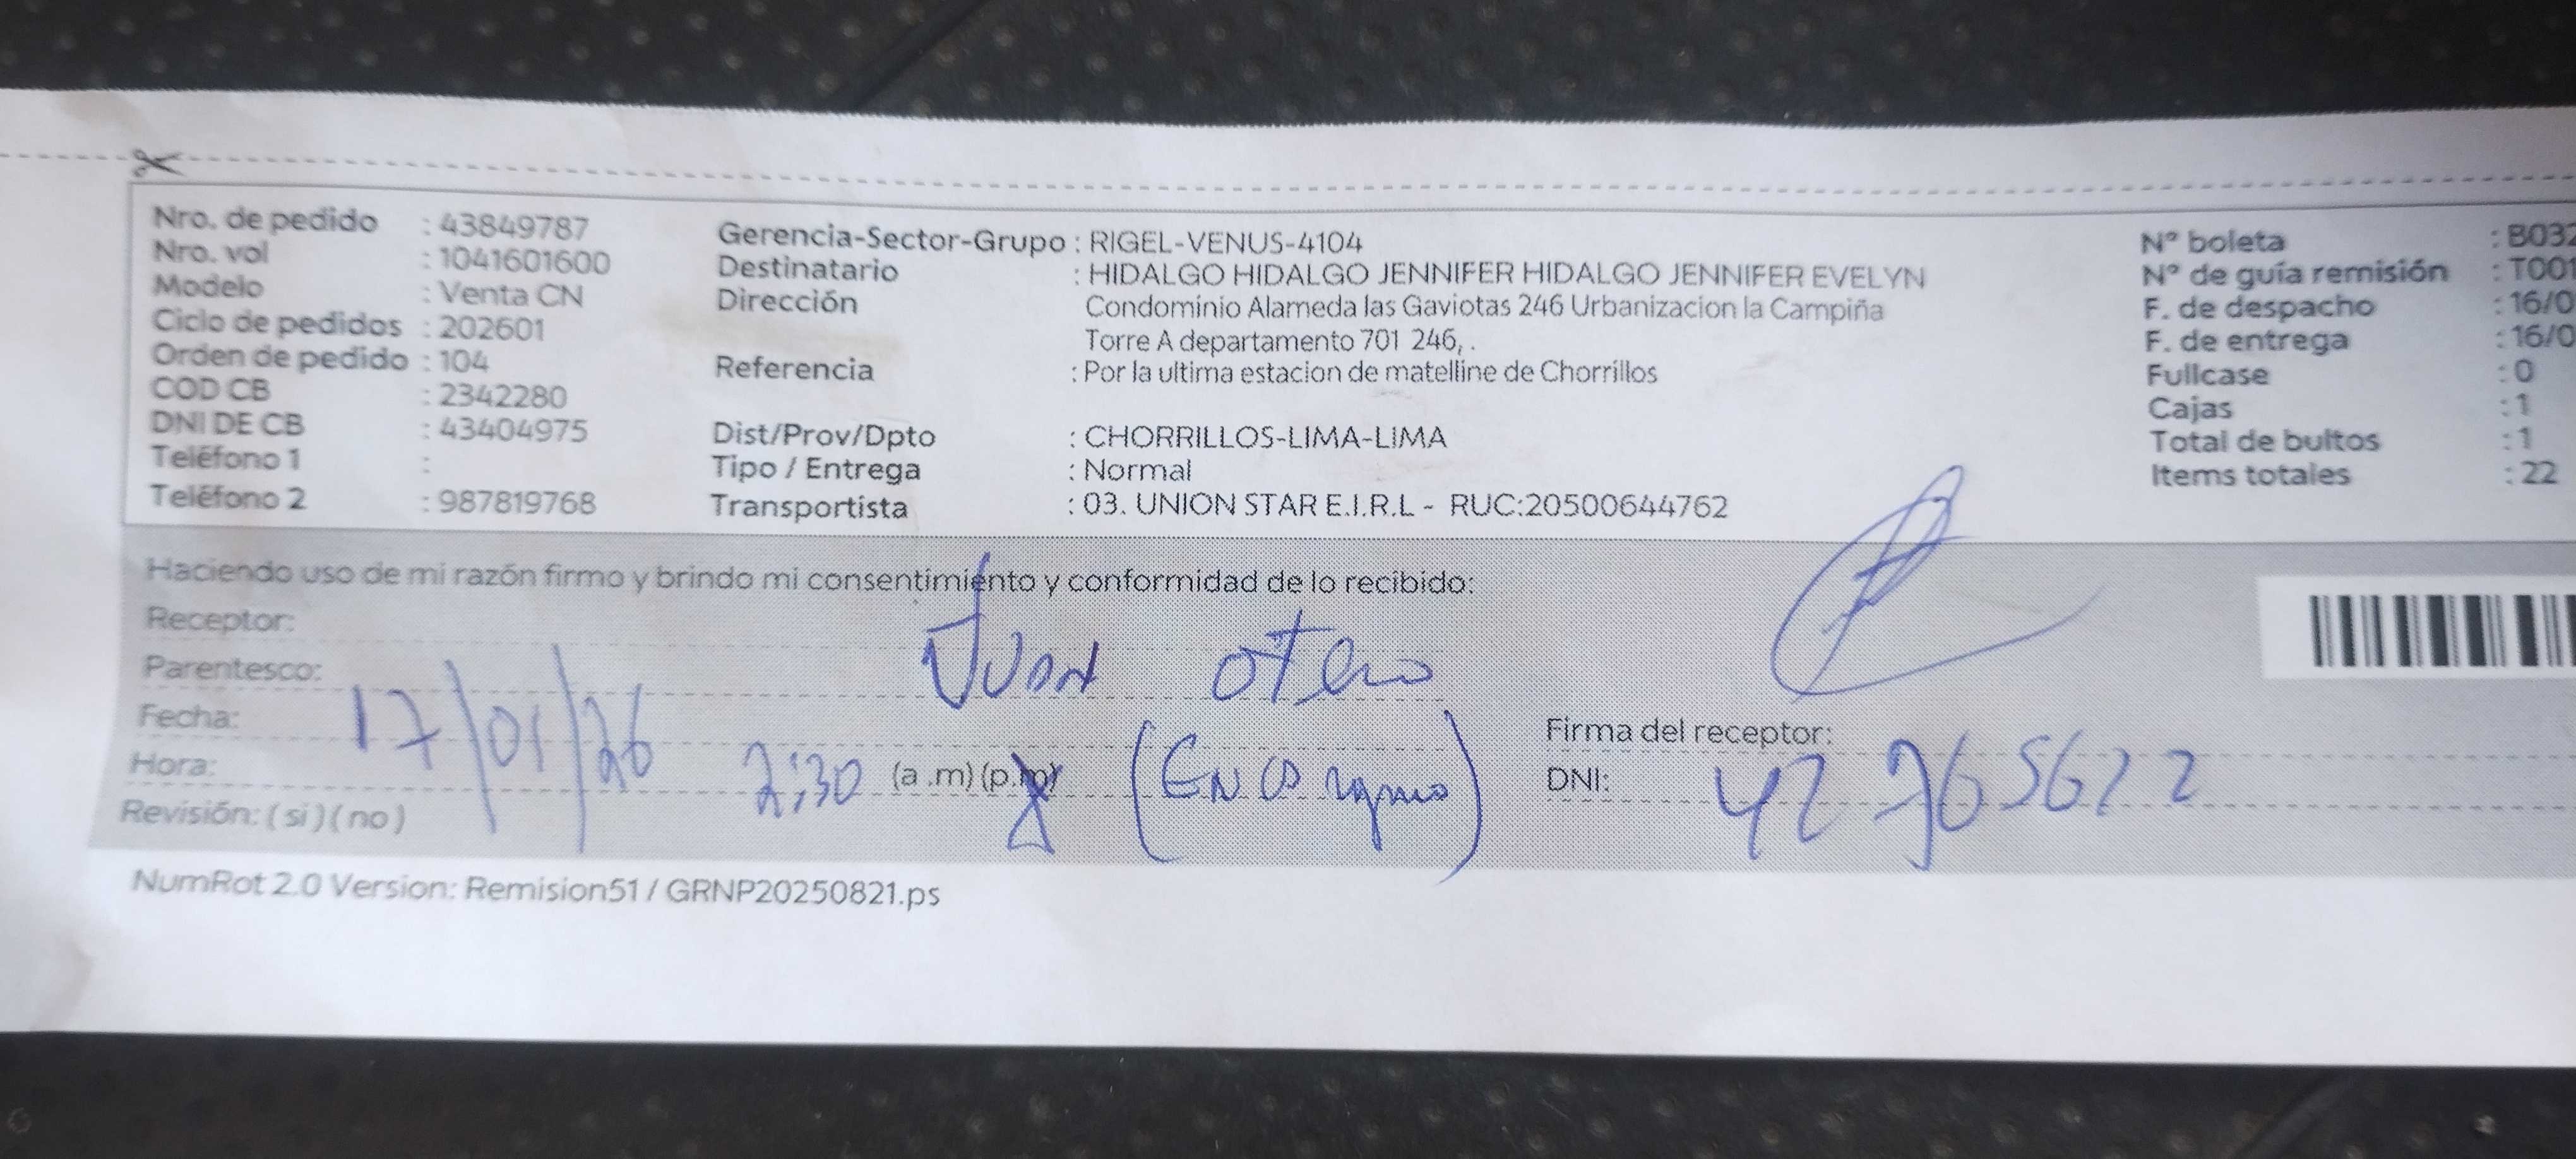 Nro. de pedido : 43849787
Nro. vol : 1041601600
Modelo : Venta CN
Ciclo de pedidos : 202601
Orden de pedido : 104
COD CB : 2342280
DNI DE CB : 43404975
Teléfono 1 :
Teléfono 2 : 987819768
Gerencia-Sector-Grupo : RIGEL-VENUS-4104
Destinatario : HIDALGO HIDALGO JENNIFER HIDALGO JENNIFER EVELYN
Dirección Condominio Alameda las Gaviotas 246 Urbanizacion la Campiña
Torre A departamento 701 246, .
Referencia : Por la ultima estacion de matelline de Chorrillos
Dist/Prov/Dpto : CHORRILLOS-LIMA-LIMA
Tipo / Entrega : Normal
Transportista : 03. UNION STAR E.I.R.L - RUC:20500644762
N° boleta : B032
N° de guía remisión : T001
F. de despacho : 16/0
F. de entrega : 16/0
Fullcase : 0
Cajas : 1
Total de bultos : 1
Items totales : 22
Haciendo uso de mi razón firmo y brindo mi consentimiento y conformidad de lo recibido:
Receptor: Juan otero
Parentesco:
Fecha: 17/01/26
Hora: 2:30 (a .m) (p.m) (Encargado)
Revisión: ( si ) ( no )
Firma del receptor:
DNI:
NumRot 2.0 Version: Remision51 / GRNP20250821.ps